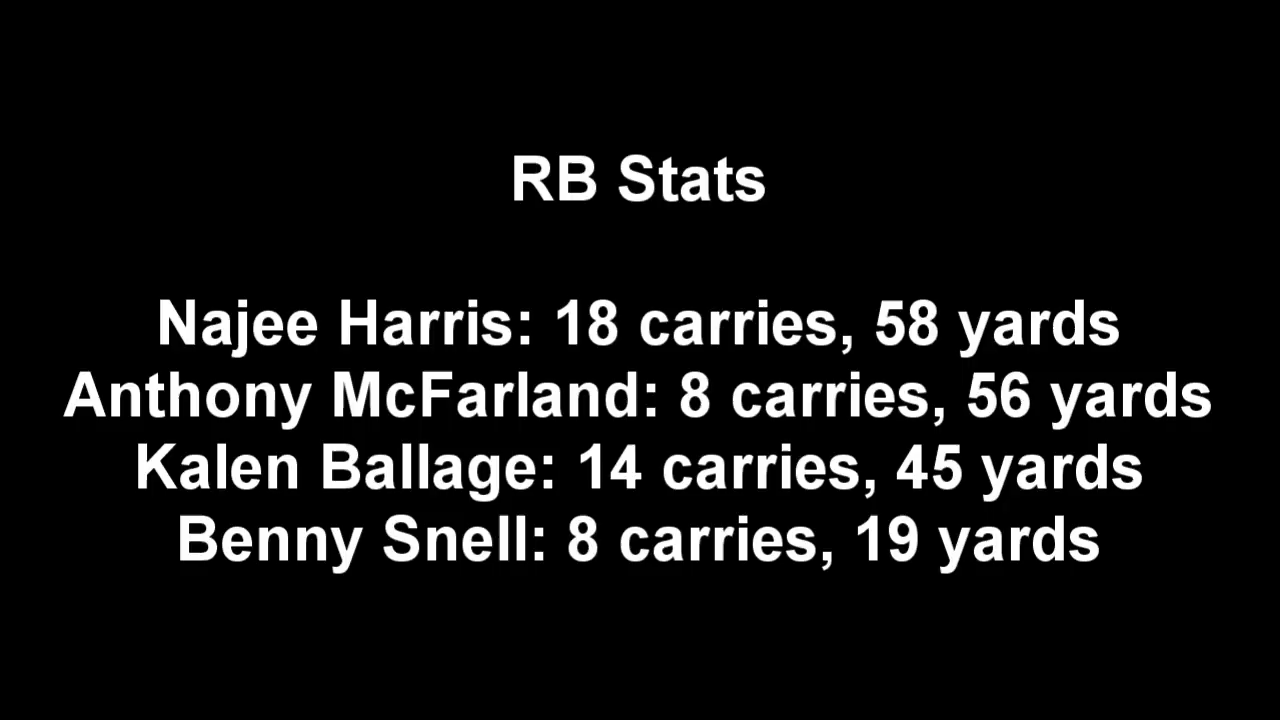 RB Stats
Najee Harris: 18 carries, 58 yards
Anthony McFarland: 8 carries, 56 yards
Kalen Ballage: 14 carries, 45 yards
Benny Snell: 8 carries, 19 yards